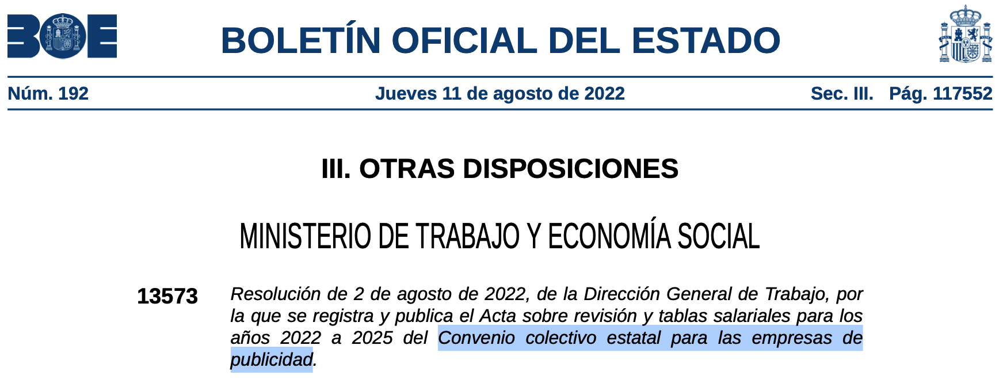 BOE
BOLETÍN OFICIAL DEL ESTADO
Núm. 192
Jueves 11 de agosto de 2022
Sec. III. Pág. 117552
III. OTRAS DISPOSICIONES
MINISTERIO DE TRABAJO Y ECONOMÍA SOCIAL
13573
Resolución de 2 de agosto de 2022, de la Dirección General de Trabajo, por
la que se registra y publica el Acta sobre revisión y tablas salariales para los
años 2022 a 2025 del Convenio colectivo estatal para las empresas de
publicidad.